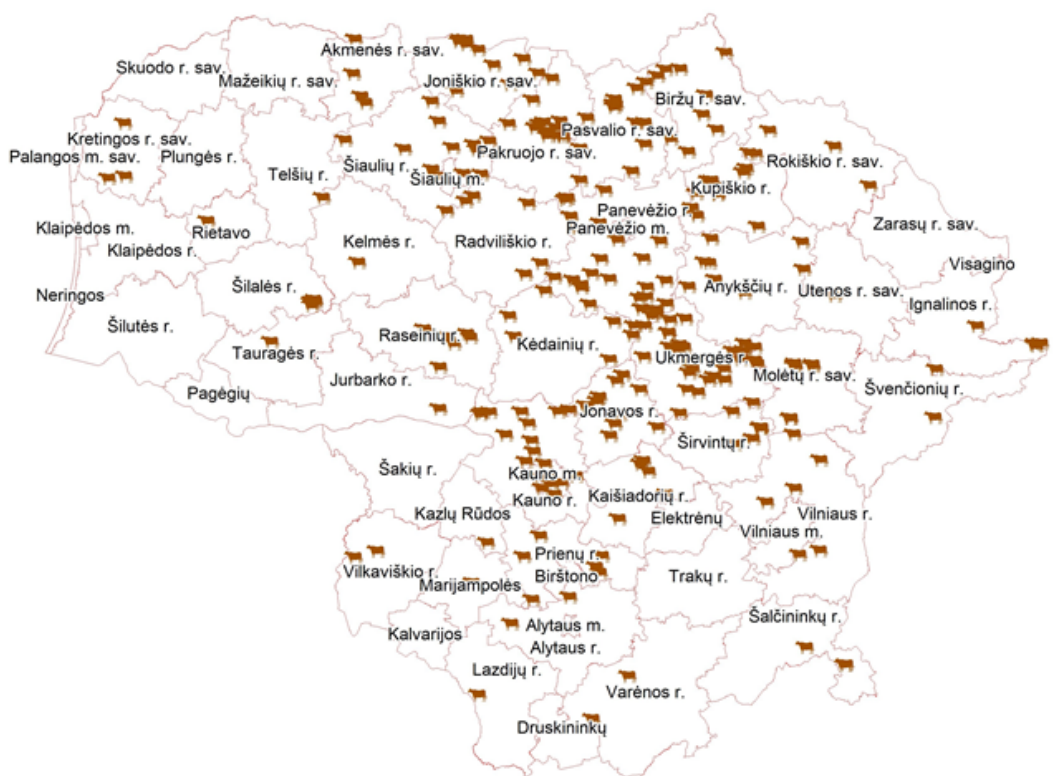 Akmenės r. sav.
Skuodo r. sav.
Mažeikių r. sav.
Joniškio r. sav.
Biržų r. sav.
Kretingos r. sav.
Pasvalio r. sav.
Palangos m. sav.
Plungės r.
Telšių r.
Šiaulių r.
Šiaulių m.
Pakruojo r. sav.
Rokiškio r. sav.
Kupiškio r.
Klaipėdos m.
Rietavo
Panevėžio r.
Panevėžio m.
Zarasų r. sav.
Klaipėdos r.
Kelmės r.
Radviliškio r.
Visagino
Neringos
Šilalės r.
Anykščių r.
Utenos r. sav.
Ignalinos r.
Šilutės r.
Raseinių r.
Kėdainių r.
Tauragės r.
Ukmergės r.
Pagėgių
Jurbarko r.
Molėtų r. sav.
Švenčionių r.
Jonavos r.
Širvintų r.
Šakių r.
Kauno m.
Kauno r.
Kaišiadorių r.
Kazlų Rūdos
Elektrėnų
Vilniaus r.
Vilniaus m.
Prienų r.
Vilkaviškio r.
Marijampolės
Birštono
Trakų r.
Šalčininkų r.
Kalvarijos
Alytaus m.
Alytaus r.
Lazdijų r.
Varėnos r.
Druskininkų